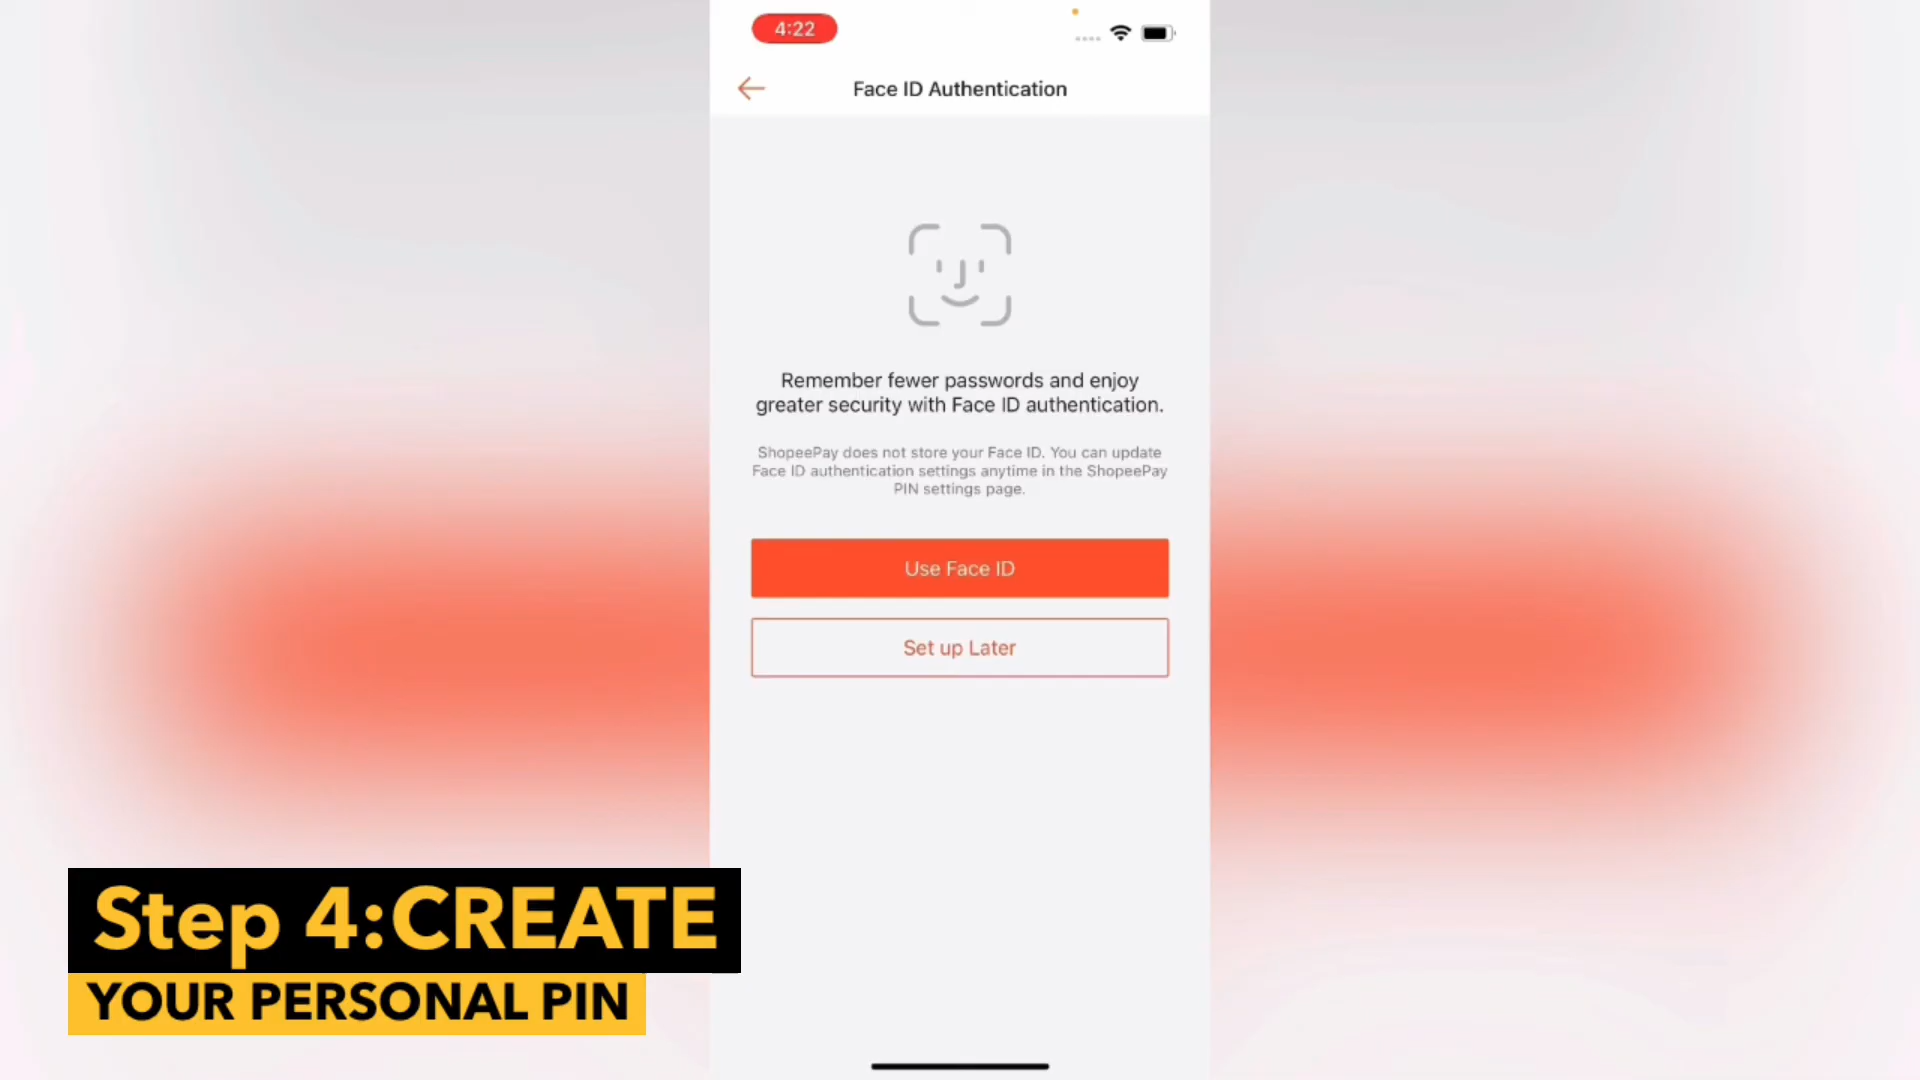 4:22
Face ID Authentication
Remember fewer passwords and enjoy
greater security with Face ID authentication.
ShopeePay does not store your Face ID. You can update
Face ID authentication settings anytime in the ShopeePay
PIN settings page.
Use Face ID
Set up Later
Step 4:CREATE
YOUR PERSONAL PIN